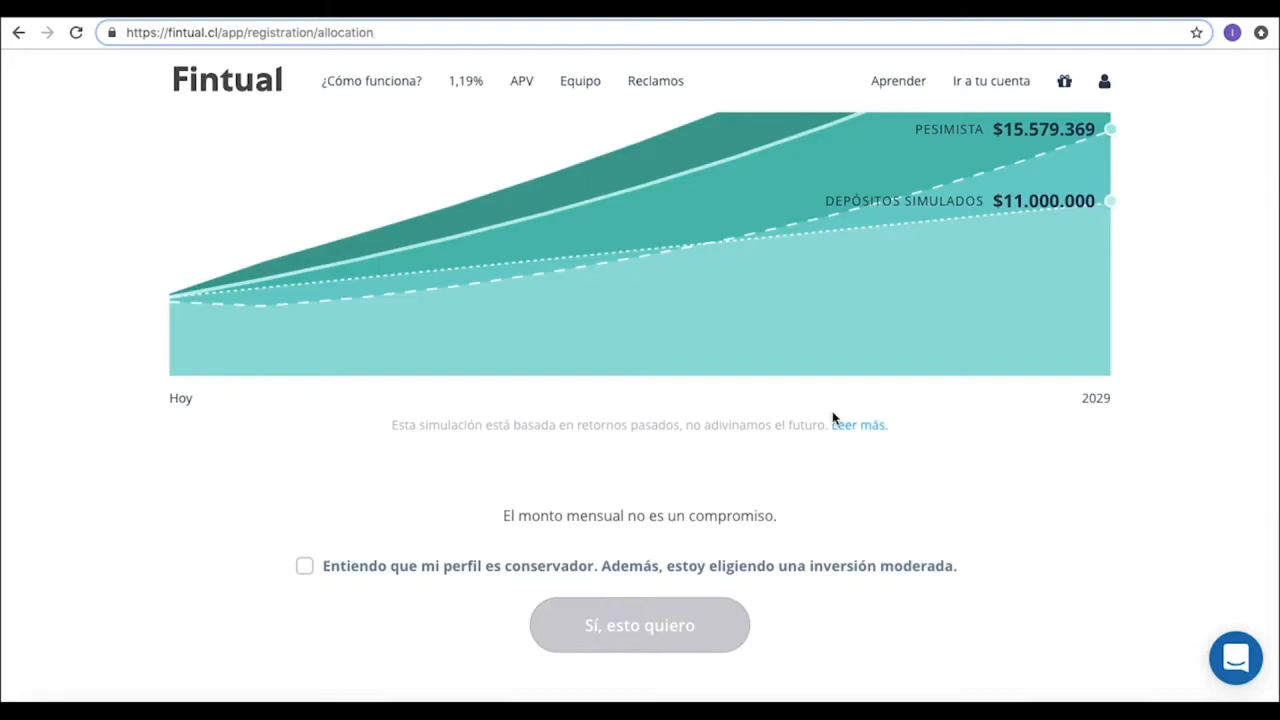 https://fintual.cl/app/registration/allocation
I
Fintual ¿Cómo funciona? 1,19% APV Equipo Reclamos Aprender Ir a tu cuenta
PESIMISTA $15.579.369
DEPÓSITOS SIMULADOS $11.000.000
Hoy 2029
Esta simulación está basada en retornos pasados, no adivinamos el futuro. Leer más.
El monto mensual no es un compromiso.
Entiendo que mi perfil es conservador. Además, estoy eligiendo una inversión moderada.
Sí, esto quiero